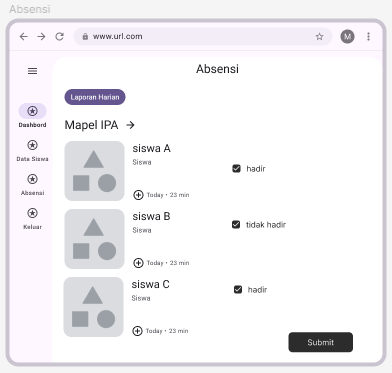 Absensi
www.url.com
M
Absensi
Laporan Harian
Dashbord
Mapel IPA
Data Siswa
Absensi
Keluar
siswa A
Siswa
hadir
Today • 23 min
siswa B
Siswa
tidak hadir
Today • 23 min
siswa C
Siswa
hadir
Today • 23 min
Submit